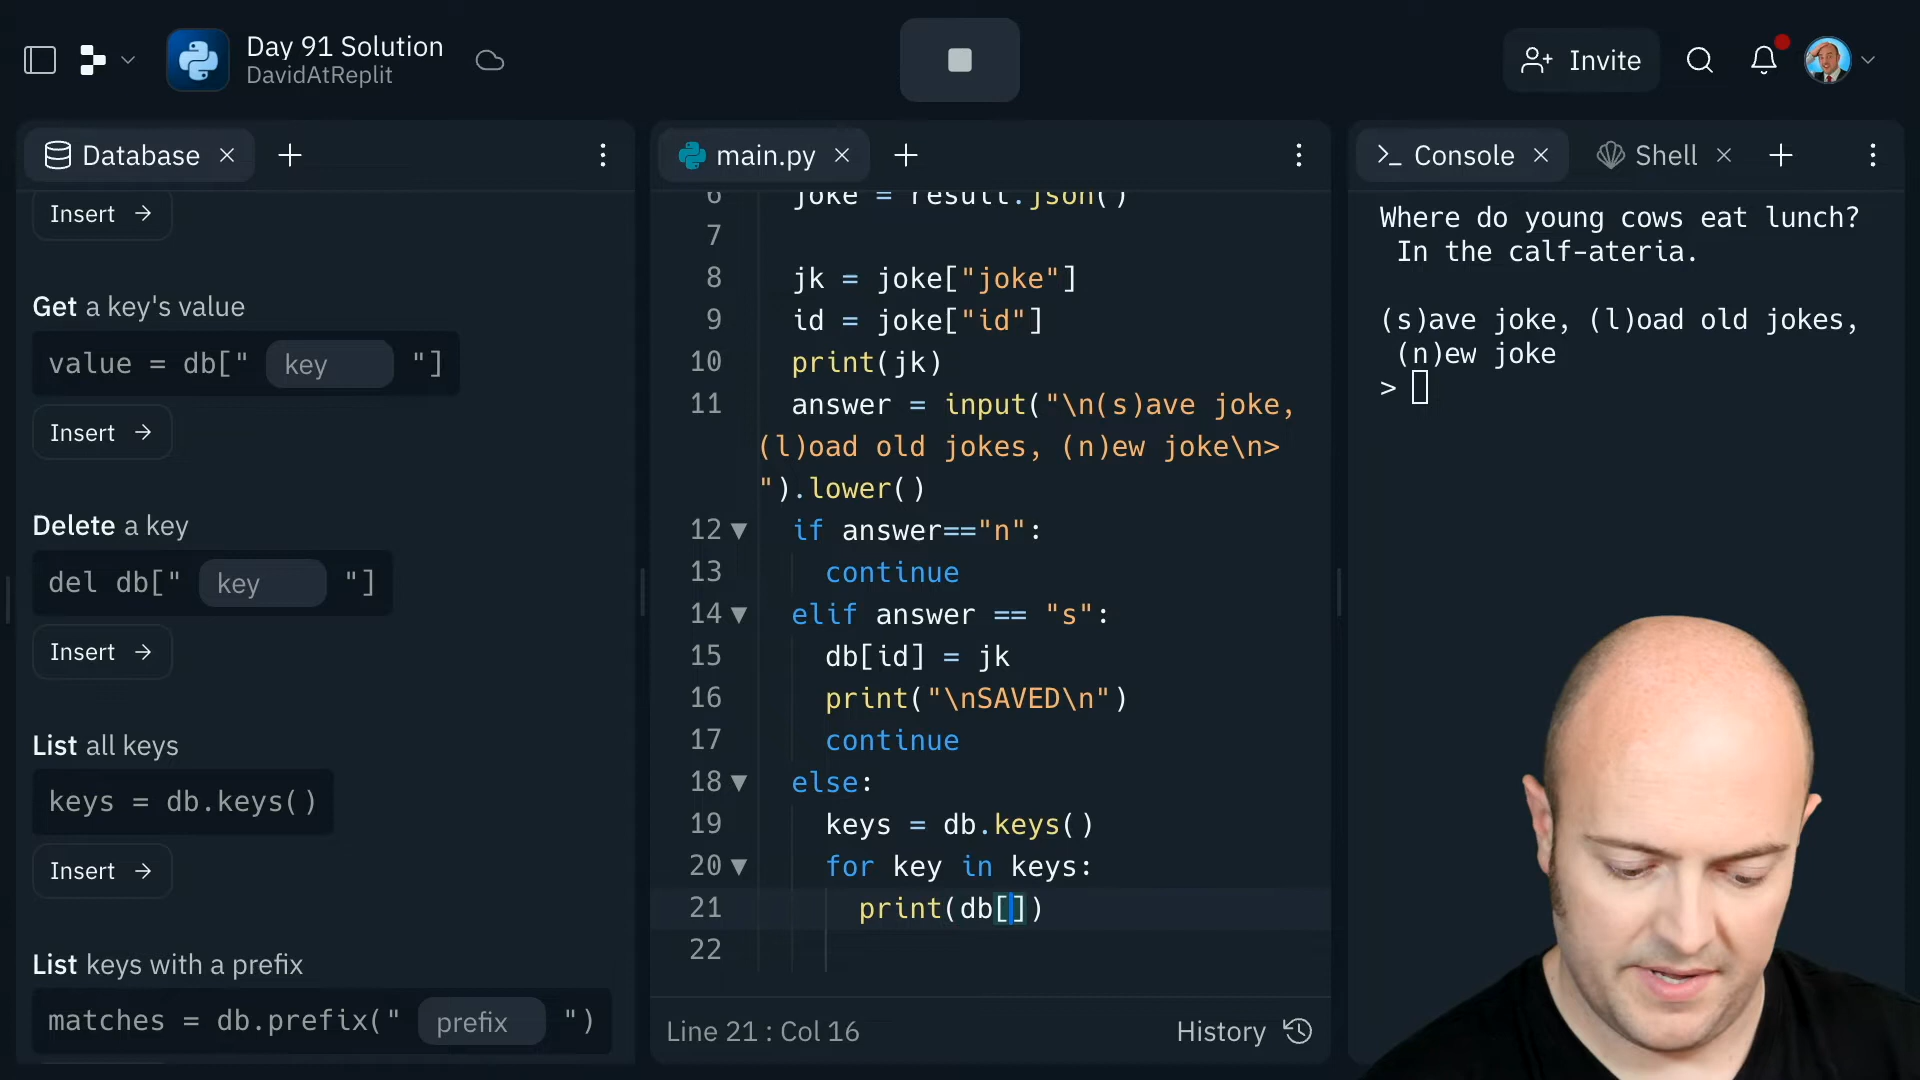 Day 91 Solution
DavidAtReplit
Invite
Database
Insert →
Get a key's value
value = db[" key "]
Insert →
Delete a key
del db[" key "]
Insert →
List all keys
keys = db.keys()
Insert →
List keys with a prefix
matches = db.prefix(" prefix ")
main.py
6 joke = result.json()
7
8 jk = joke["joke"]
9 id = joke["id"]
10 print(jk)
11 answer = input("\n(s)ave joke,
(l)oad old jokes, (n)ew joke\n>
").lower()
12 if answer=="n":
13 continue
14 elif answer == "s":
15 db[id] = jk
16 print("\nSAVED\n")
17 continue
18 else:
19 keys = db.keys()
20 for key in keys:
21 print(db[])
22
Line 21 : Col 16
History
Console
Shell
Where do young cows eat lunch?
In the calf-ateria.
(s)ave joke, (l)oad old jokes,
(n)ew joke
>